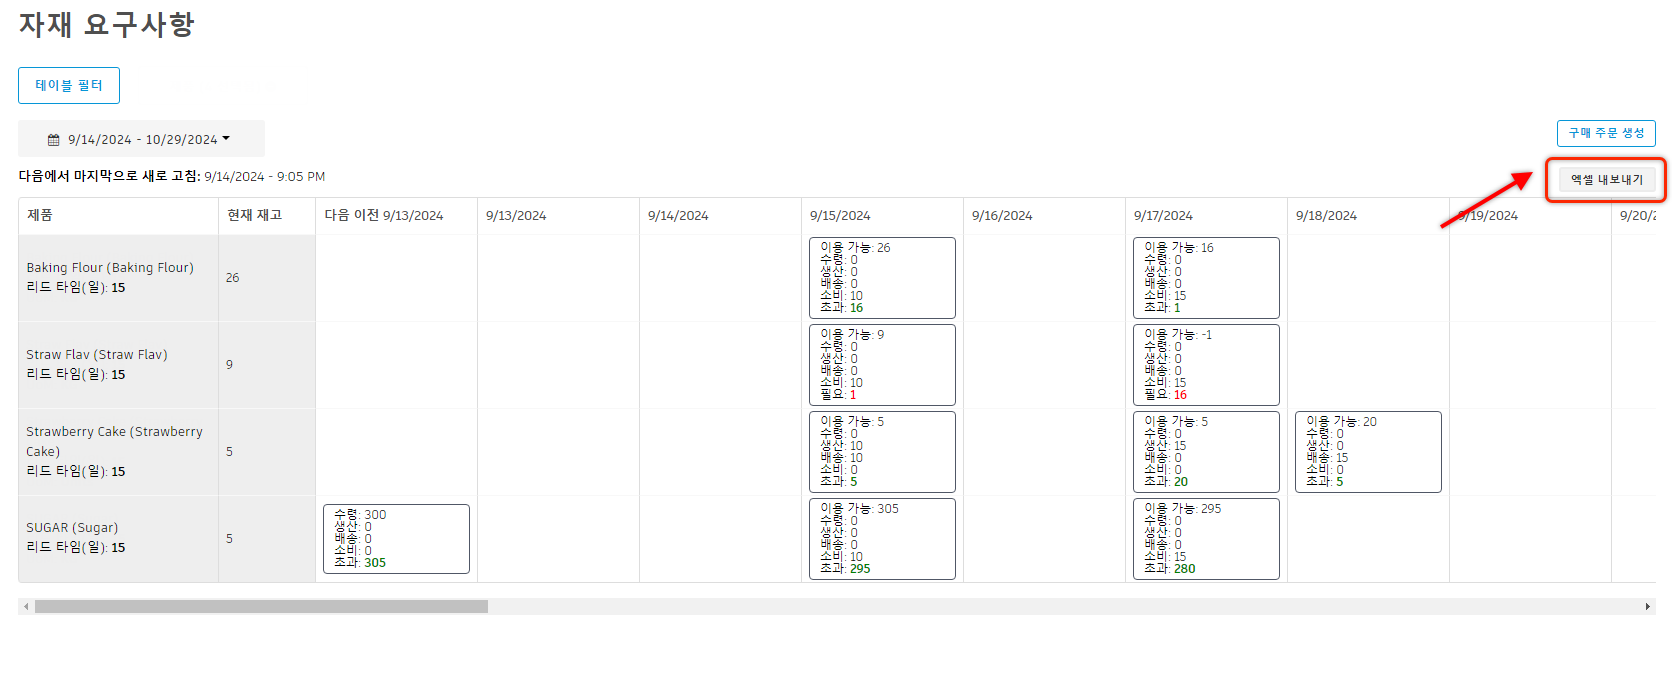 자재 요구사항
테이블 필터
9/14/2024 - 10/29/2024
구매 주문 생성
다음에서 마지막으로 새로 고침: 9/14/2024 - 9:05 PM
엑셀 내보내기
제품 현재 재고 다음 이전 9/13/2024 9/13/2024 9/14/2024 9/15/2024 9/16/2024 9/17/2024 9/18/2024 9/19/2024 9/20/2
Baking Flour (Baking Flour)
리드 타임(일): 15
26
이용 가능: 26
수령: 0
생산: 0
배송: 0
소비: 10
초과: 16
이용 가능: 16
수령: 0
생산: 0
배송: 0
소비: 15
초과: 1
Straw Flav (Straw Flav)
리드 타임(일): 15
9
이용 가능: 9
수령: 0
생산: 0
배송: 0
소비: 10
필요: 1
이용 가능: -1
수령: 0
생산: 0
배송: 0
소비: 15
필요: 16
Strawberry Cake (Strawberry
Cake)
리드 타임(일): 15
5
이용 가능: 5
수령: 0
생산: 10
배송: 10
소비: 0
초과: 5
이용 가능: 5
수령: 0
생산: 15
배송: 0
소비: 0
초과: 20
이용 가능: 20
수령: 0
생산: 0
배송: 15
소비: 0
초과: 5
SUGAR (Sugar)
리드 타임(일): 15
5
수령: 300
생산: 0
배송: 0
소비: 0
초과: 305
이용 가능: 305
수령: 0
생산: 0
배송: 0
소비: 10
초과: 295
이용 가능: 295
수령: 0
생산: 0
배송: 0
소비: 15
초과: 280